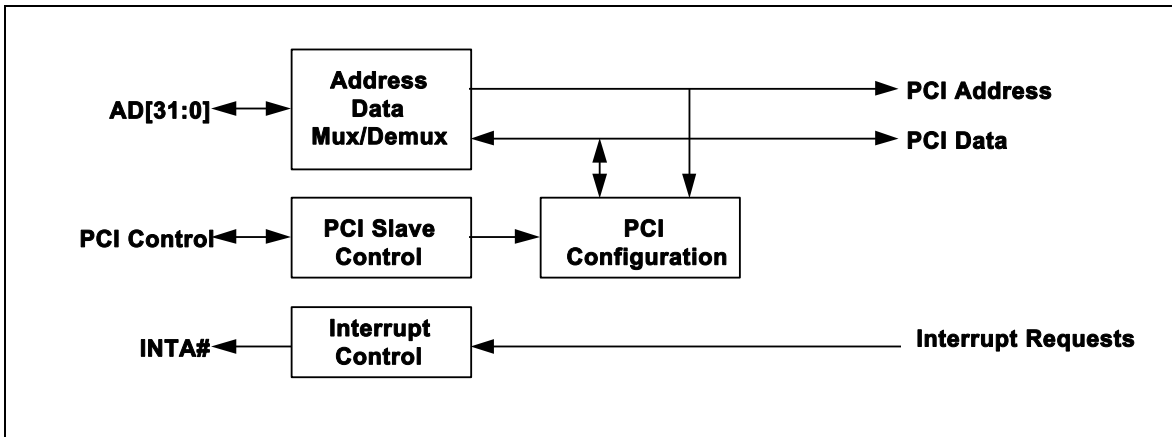 AD[31:0]
Address
Data
Mux/Demux
PCI Address
PCI Data
PCI Control
PCI Slave
Control
PCI
Configuration
INTA#
Interrupt
Control
Interrupt Requests